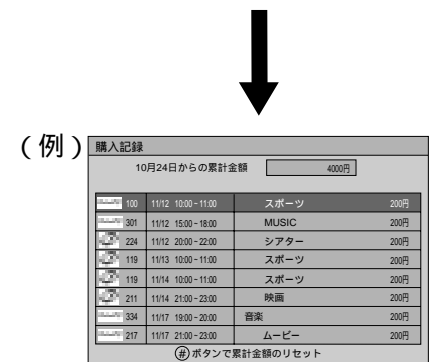 (例)
購入記録
10月24日からの累計金額 4000円
100 11/12 10:00－11:00 スポーツ 200円
301 11/12 15:00－18:00 MUSIC 200円
224 11/12 20:00－22:00 シアター 200円
119 11/13 10:00－11:00 スポーツ 200円
119 11/14 10:00－11:00 スポーツ 200円
211 11/14 21:00－23:00 映画 200円
334 11/17 19:00－20:00 音楽 200円
217 11/17 21:00－23:00 ムービー 200円
#ボタンで累計金額のリセット